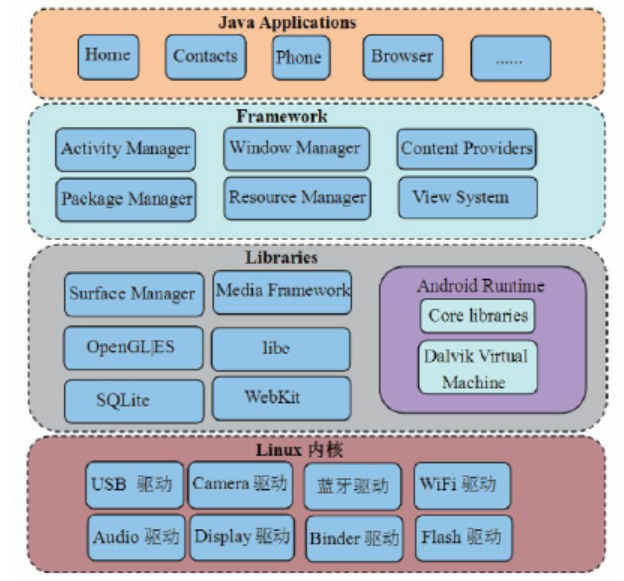 Java Applications
Home Contacts Phone Browser ......
Framework
Activity Manager Window Manager Content Providers
Package Manager Resource Manager View System
Libraries
Surface Manager Media Framework
OpenGL|ES libc
SQLite WebKit
Android Runtime
Core libraries
Dalvik Virtual
Machine
Linux 内核
USB 驱动 Camera 驱动 蓝牙驱动 WiFi 驱动
Audio 驱动 Display 驱动 Binder 驱动 Flash 驱动